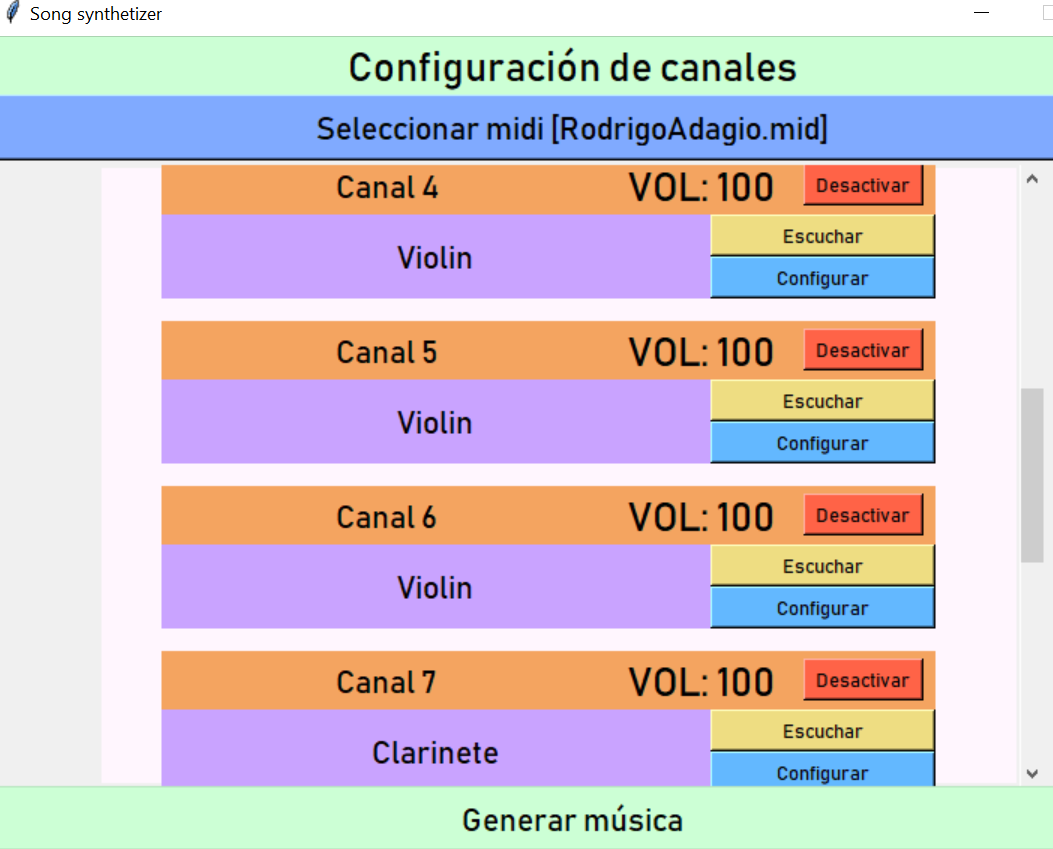 Song synthetizer
Configuración de canales
Seleccionar midi [RodrigoAdagio.mid]
Canal 4 VOL: 100 Desactivar
Escuchar
Violin
Configurar
Canal 5 VOL: 100 Desactivar
Escuchar
Violin
Configurar
Canal 6 VOL: 100 Desactivar
Escuchar
Violin
Configurar
Canal 7 VOL: 100 Desactivar
Escuchar
Clarinete
Configurar
Generar música